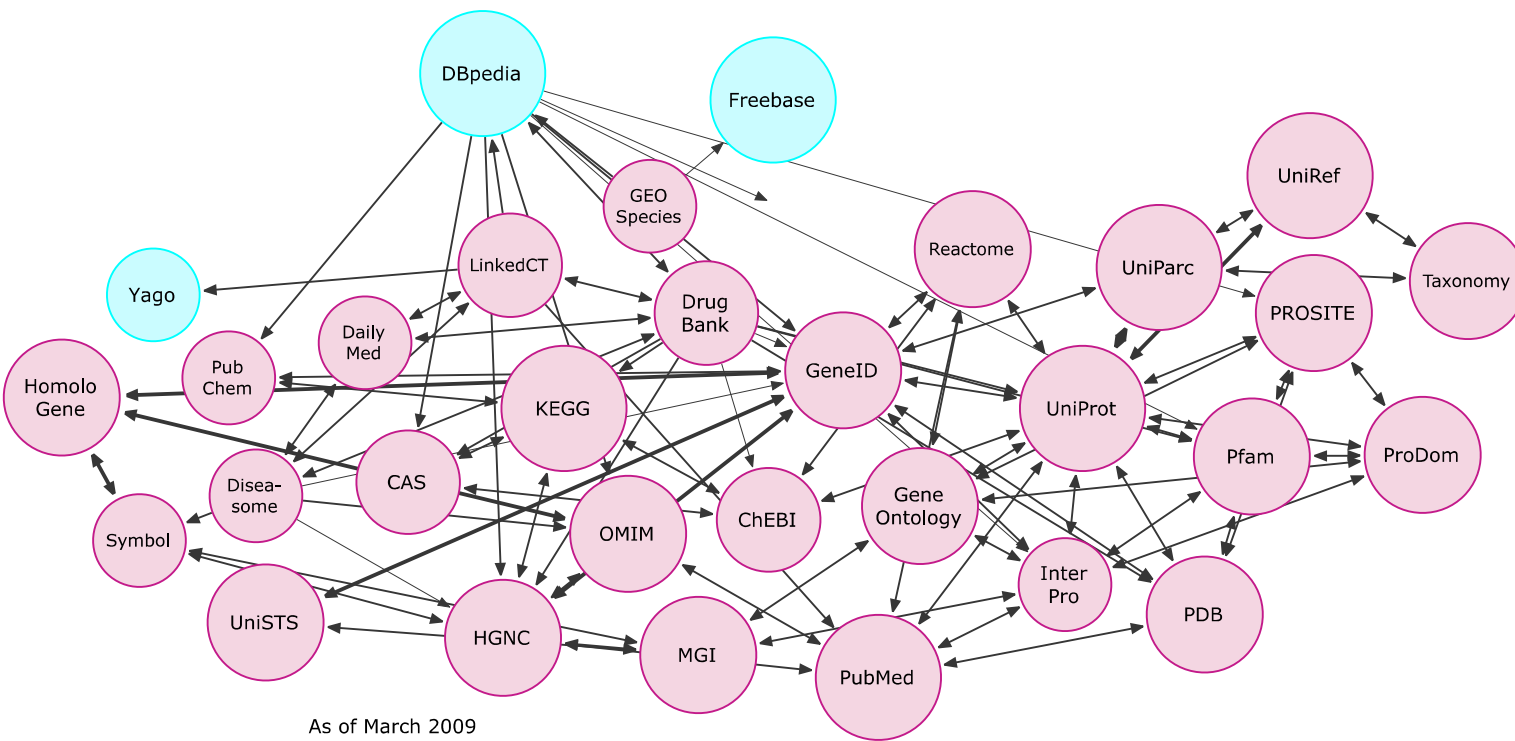 DBpedia
Freebase
UniRef
GEO
Species
Reactome
LinkedCT
UniParc
Taxonomy
Yago
Drug
Bank
PROSITE
Daily
Med
Pub
Chem
GeneID
Homolo
Gene
KEGG
UniProt
Pfam
ProDom
CAS
Disea-
some
Gene
Ontology
ChEBI
OMIM
Symbol
Inter
Pro
PDB
UniSTS
HGNC
MGI
PubMed
As of March 2009